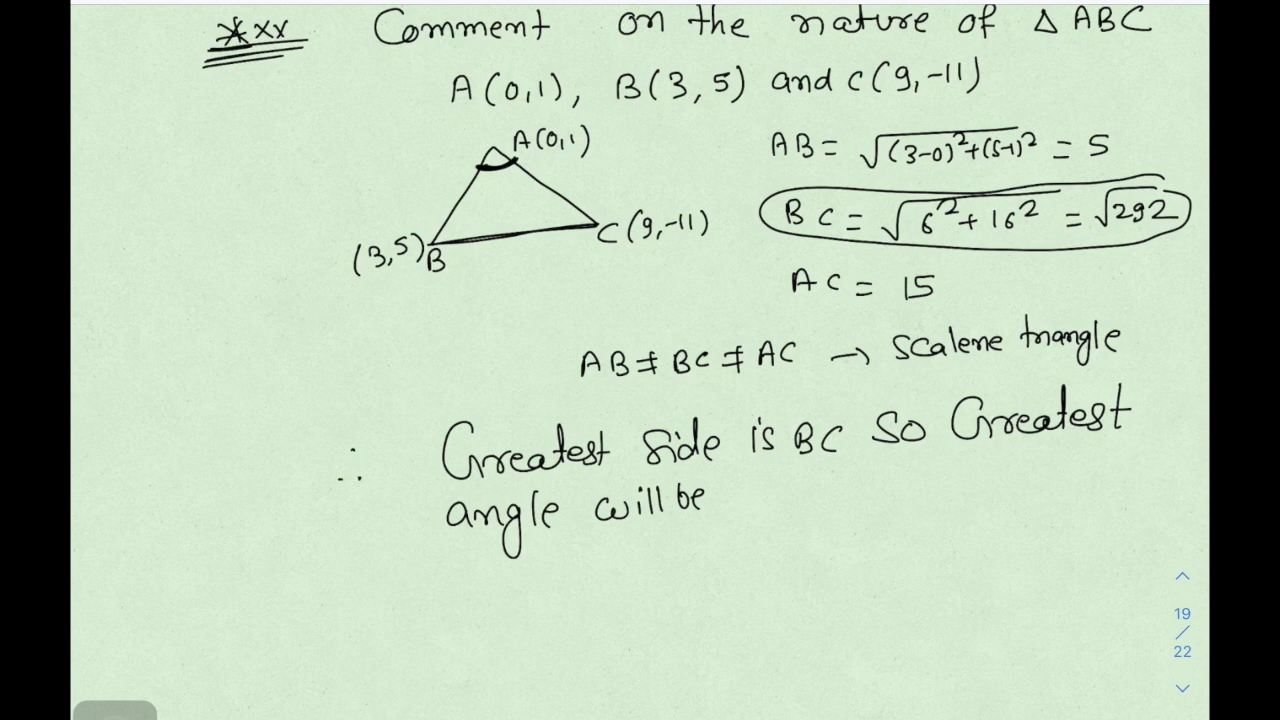 *xx Comment on the nature of △ ABC
A(0,1), B(3,5) and C(9,-11)
A(0,1)
(3,5) B
C(9,-11)
AB = √(3-0)²+(5-1)² = 5
BC = √6²+16² = √292
AC = 15
AB ≠ BC ≠ AC → Scalene triangle
∴ Greatest side is BC so Greatest
angle will be
19
/
22